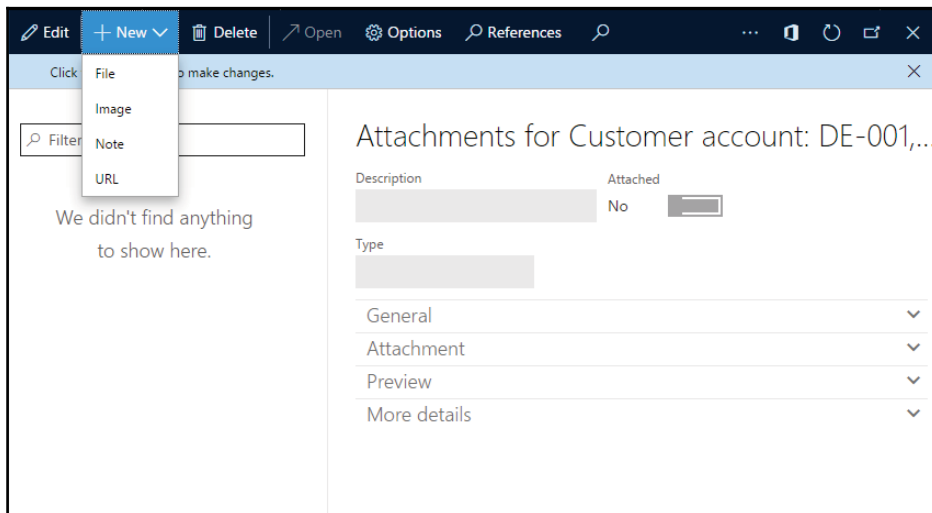 Edit New Delete Open Options References ...
Click
make changes.
File
Image
Note
URL
Filter
We didn't find anything
to show here.
Attachments for Customer account: DE-001,...
Description
Attached
No
Type
General
Attachment
Preview
More details